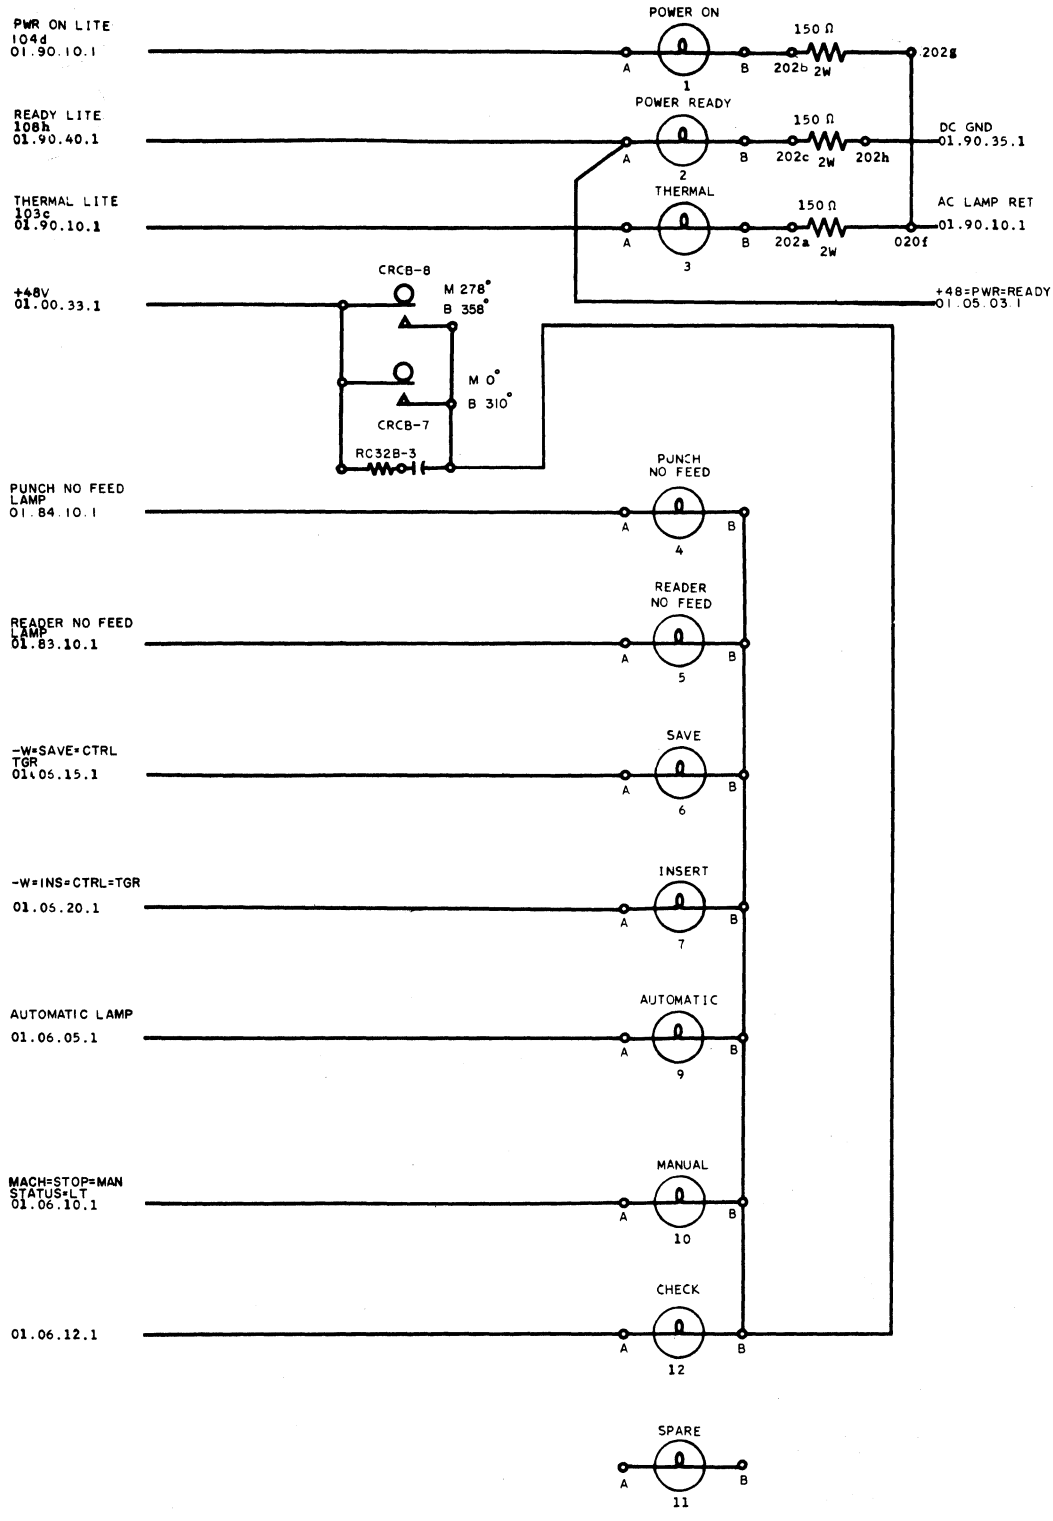 PWR ON LITE
104d
01.90.10.1
POWER ON
A
B
1
150 Ω
202b
2W
202g
READY LITE
108h
01.90.40.1
POWER READY
A
B
2
150 Ω
202c
2W
202h
DC GND
01.90.35.1
THERMAL LITE
103c
01.90.10.1
THERMAL
A
B
3
150 Ω
202a
2W
020f
AC LAMP RET
01.90.10.1
+48V
01.00.33.1
CRCB-8
M 278°
B 358°
+48=PWR=READY
01.05.03.1
M 0°
B 310°
CRCB-7
RC32B-3
PUNCH NO FEED
LAMP
01.84.10.1
PUNCH
NO FEED
A
B
4
READER NO FEED
LAMP
01.83.10.1
READER
NO FEED
A
B
5
-W=SAVE=CTRL
TGR
01.06.15.1
SAVE
A
B
6
-W=INS=CTRL=TGR
01.06.20.1
INSERT
A
B
7
AUTOMATIC LAMP
01.06.05.1
AUTOMATIC
A
B
9
MACH=STOP=MAN
STATUS=LT
01.06.10.1
MANUAL
A
B
10
01.06.12.1
CHECK
A
B
12
SPARE
A
B
11